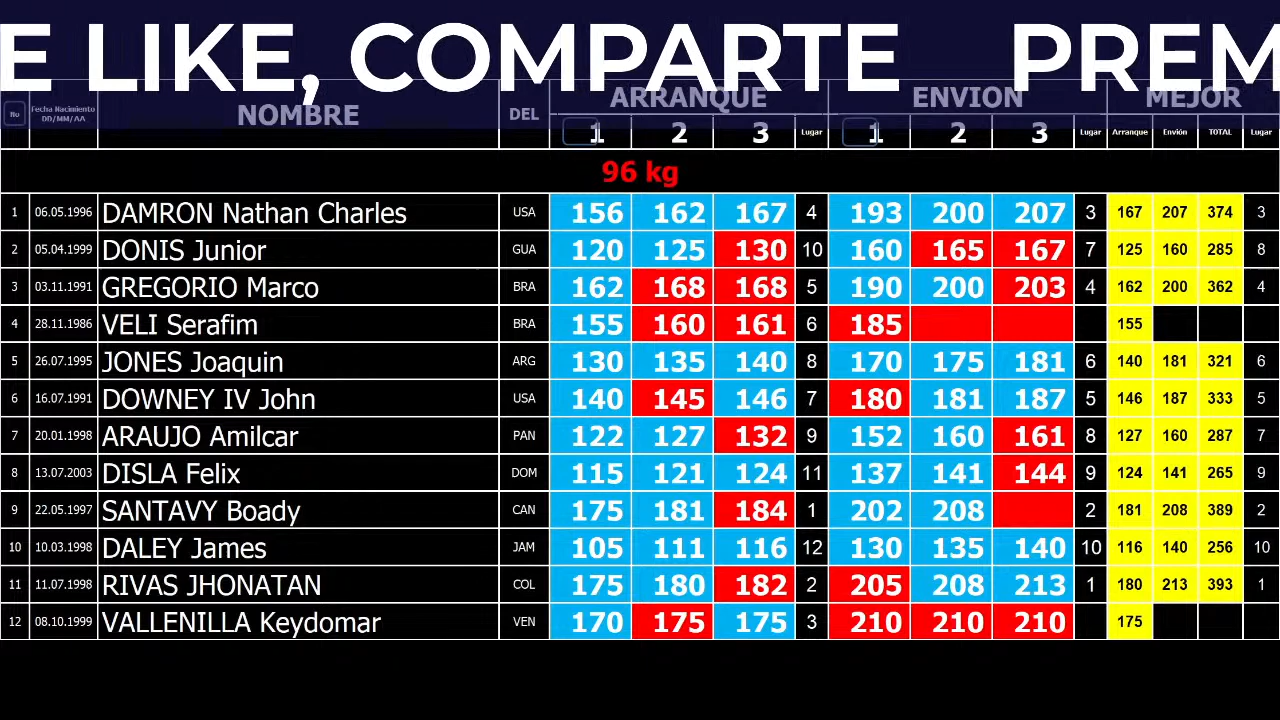 E LIKE, COMPARTE PREM
No Fecha Nacimiento DD/MM/AA NOMBRE DEL ARRANQUE ENVION MEJOR
1 2 3 Lugar 1 2 3 Lugar Arranque Envión TOTAL Lugar
96 kg
1 06.05.1996 DAMRON Nathan Charles USA 156 162 167 4 193 200 207 3 167 207 374 3
2 05.04.1999 DONIS Junior GUA 120 125 130 10 160 165 167 7 125 160 285 8
3 03.11.1991 GREGORIO Marco BRA 162 168 168 5 190 200 203 4 162 200 362 4
4 28.11.1986 VELI Serafim BRA 155 160 161 6 185 155
5 26.07.1995 JONES Joaquin ARG 130 135 140 8 170 175 181 6 140 181 321 6
6 16.07.1991 DOWNEY IV John USA 140 145 146 7 180 181 187 5 146 187 333 5
7 20.01.1998 ARAUJO Amilcar PAN 122 127 132 9 152 160 161 8 127 160 287 7
8 13.07.2003 DISLA Felix DOM 115 121 124 11 137 141 144 9 124 141 265 9
9 22.05.1997 SANTAVY Boady CAN 175 181 184 1 202 208 2 181 208 389 2
10 10.03.1998 DALEY James JAM 105 111 116 12 130 135 140 10 116 140 256 10
11 11.07.1998 RIVAS JHONATAN COL 175 180 182 2 205 208 213 1 180 213 393 1
12 08.10.1999 VALLENILLA Keydomar VEN 170 175 175 3 210 210 210 175